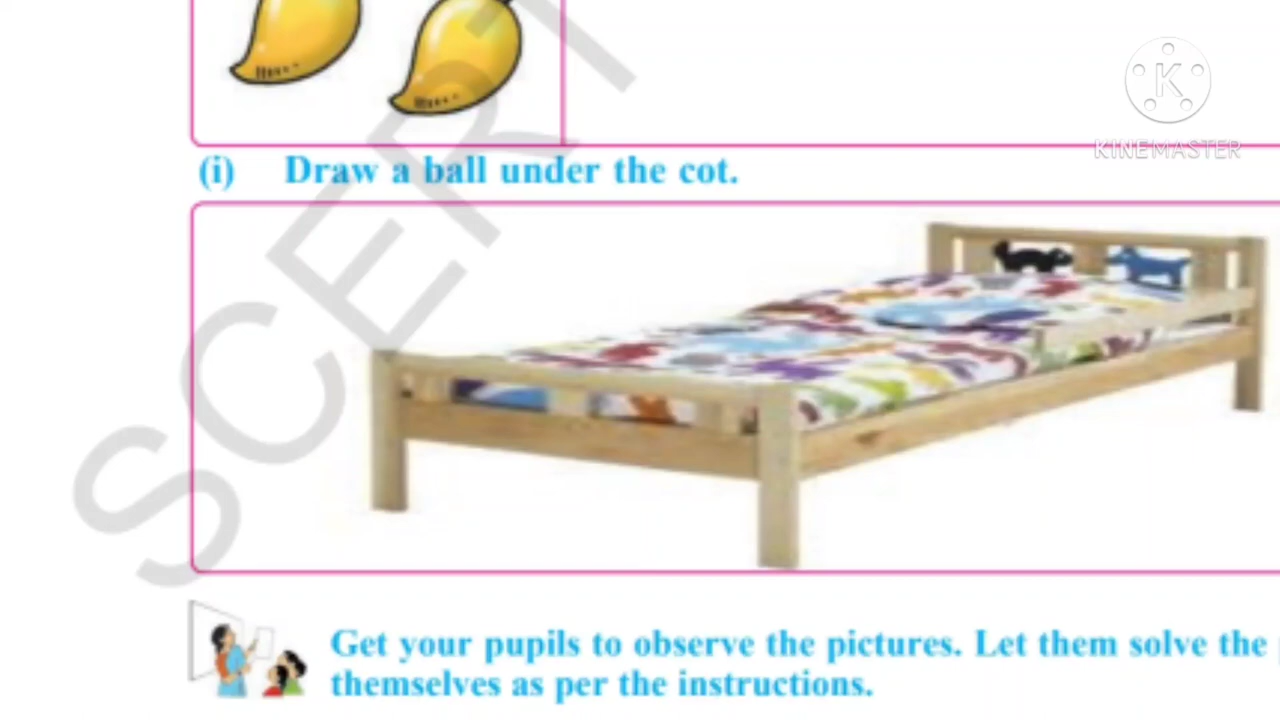 K
KINEMASTER
(i) Draw a ball under the cot.
SCERT
Get your pupils to observe the pictures. Let them solve the
themselves as per the instructions.